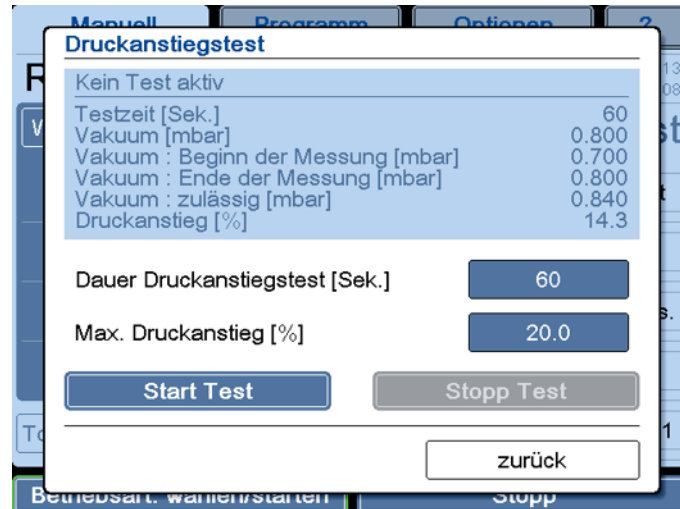 Manuell Programm Optionen ?
Druckanstiegstest
Kein Test aktiv
Testzeit [Sek.] 60
Vakuum [mbar] 0.800
Vakuum : Beginn der Messung [mbar] 0.700
Vakuum : Ende der Messung [mbar] 0.800
Vakuum : zulässig [mbar] 0.840
Druckanstieg [%] 14.3
Dauer Druckanstiegstest [Sek.] 60
Max. Druckanstieg [%] 20.0
Start Test Stopp Test
zurück
Betriebsart: wählen/starten Stopp